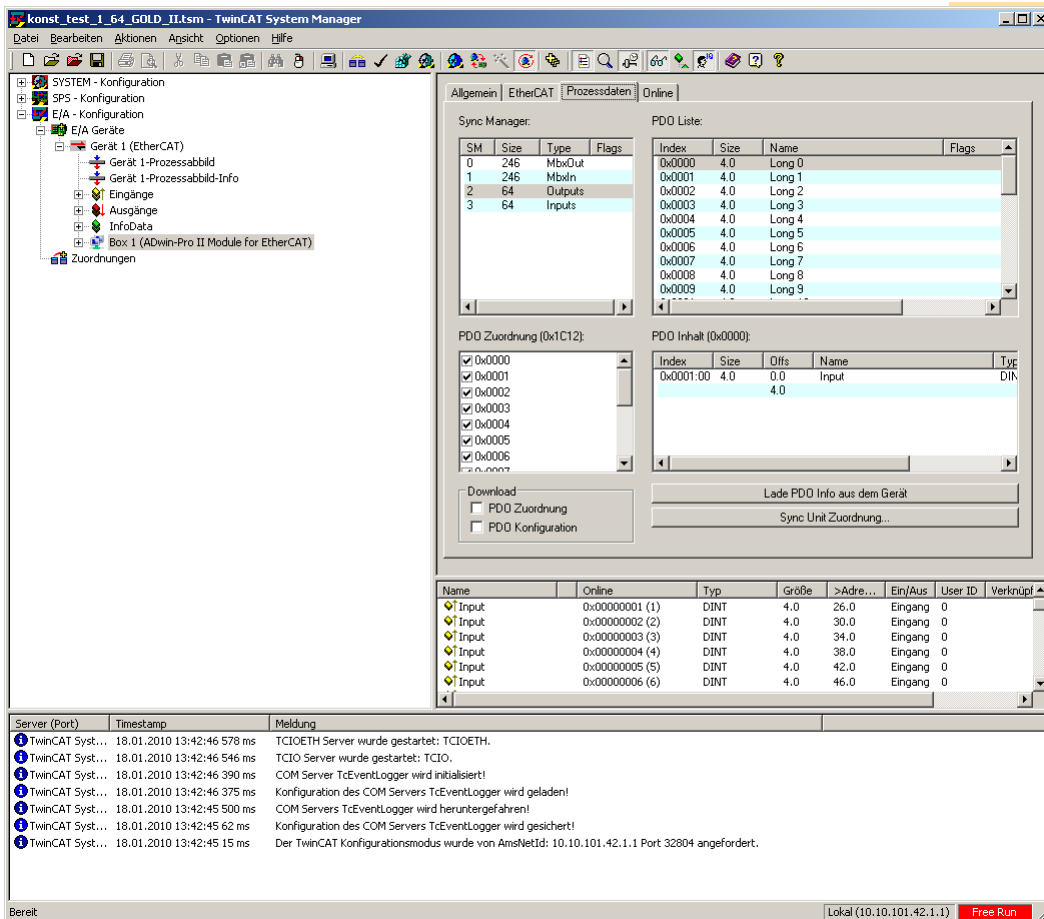 konst_test_1_64_GOLD_II.tsm - TwinCAT System Manager
Datei Bearbeiten Aktionen Ansicht Optionen Hilfe
SYSTEM - Konfiguration
SPS - Konfiguration
E/A - Konfiguration
E/A Geräte
Gerät 1 (EtherCAT)
Gerät 1-Prozessabbild
Gerät 1-Prozessabbild-Info
Eingänge
Ausgänge
InfoData
Box 1 (ADwin-Pro II Module for EtherCAT)
Zuordnungen
Allgemein EtherCAT Prozessdaten Online
Sync Manager:
SM Size Type Flags
0 246 MbxOut
1 246 MbxIn
2 64 Outputs
3 64 Inputs
PDO Liste:
Index Size Name Flags
0x0000 4.0 Long 0
0x0001 4.0 Long 1
0x0002 4.0 Long 2
0x0003 4.0 Long 3
0x0004 4.0 Long 4
0x0005 4.0 Long 5
0x0006 4.0 Long 6
0x0007 4.0 Long 7
0x0008 4.0 Long 8
0x0009 4.0 Long 9
PDO Zuordnung (0x1C12):
0x0000
0x0001
0x0002
0x0003
0x0004
0x0005
0x0006
PDO Inhalt (0x0000):
Index Size Offs Name Typ
0x0001:00 4.0 0.0 Input DIN
4.0
Download
PDO Zuordnung
PDO Konfiguration
Lade PDO Info aus dem Gerät
Sync Unit Zuordnung...
Name Online Typ Größe >Adre... Ein/Aus User ID Verknüpf
Input 0x00000001 (1) DINT 4.0 26.0 Eingang 0
Input 0x00000002 (2) DINT 4.0 30.0 Eingang 0
Input 0x00000003 (3) DINT 4.0 34.0 Eingang 0
Input 0x00000004 (4) DINT 4.0 38.0 Eingang 0
Input 0x00000005 (5) DINT 4.0 42.0 Eingang 0
Input 0x00000006 (6) DINT 4.0 46.0 Eingang 0
Server (Port) Timestamp Meldung
TwinCAT Syst... 18.01.2010 13:42:46 578 ms TCIOETH Server wurde gestartet: TCIOETH.
TwinCAT Syst... 18.01.2010 13:42:46 546 ms TCIO Server wurde gestartet: TCIO.
TwinCAT Syst... 18.01.2010 13:42:46 390 ms COM Server TcEventLogger wird initialisiert!
TwinCAT Syst... 18.01.2010 13:42:46 375 ms Konfiguration des COM Servers TcEventLogger wird geladen!
TwinCAT Syst... 18.01.2010 13:42:45 500 ms COM Servers TcEventLogger wird heruntergefahren!
TwinCAT Syst... 18.01.2010 13:42:45 62 ms Konfiguration des COM Servers TcEventLogger wird gesichert!
TwinCAT Syst... 18.01.2010 13:42:45 15 ms Der TwinCAT Konfigurationsmodus wurde von AmsNetId: 10.10.101.42.1.1 Port 32804 angefordert.
Bereit Lokal (10.10.101.42.1.1) Free Run